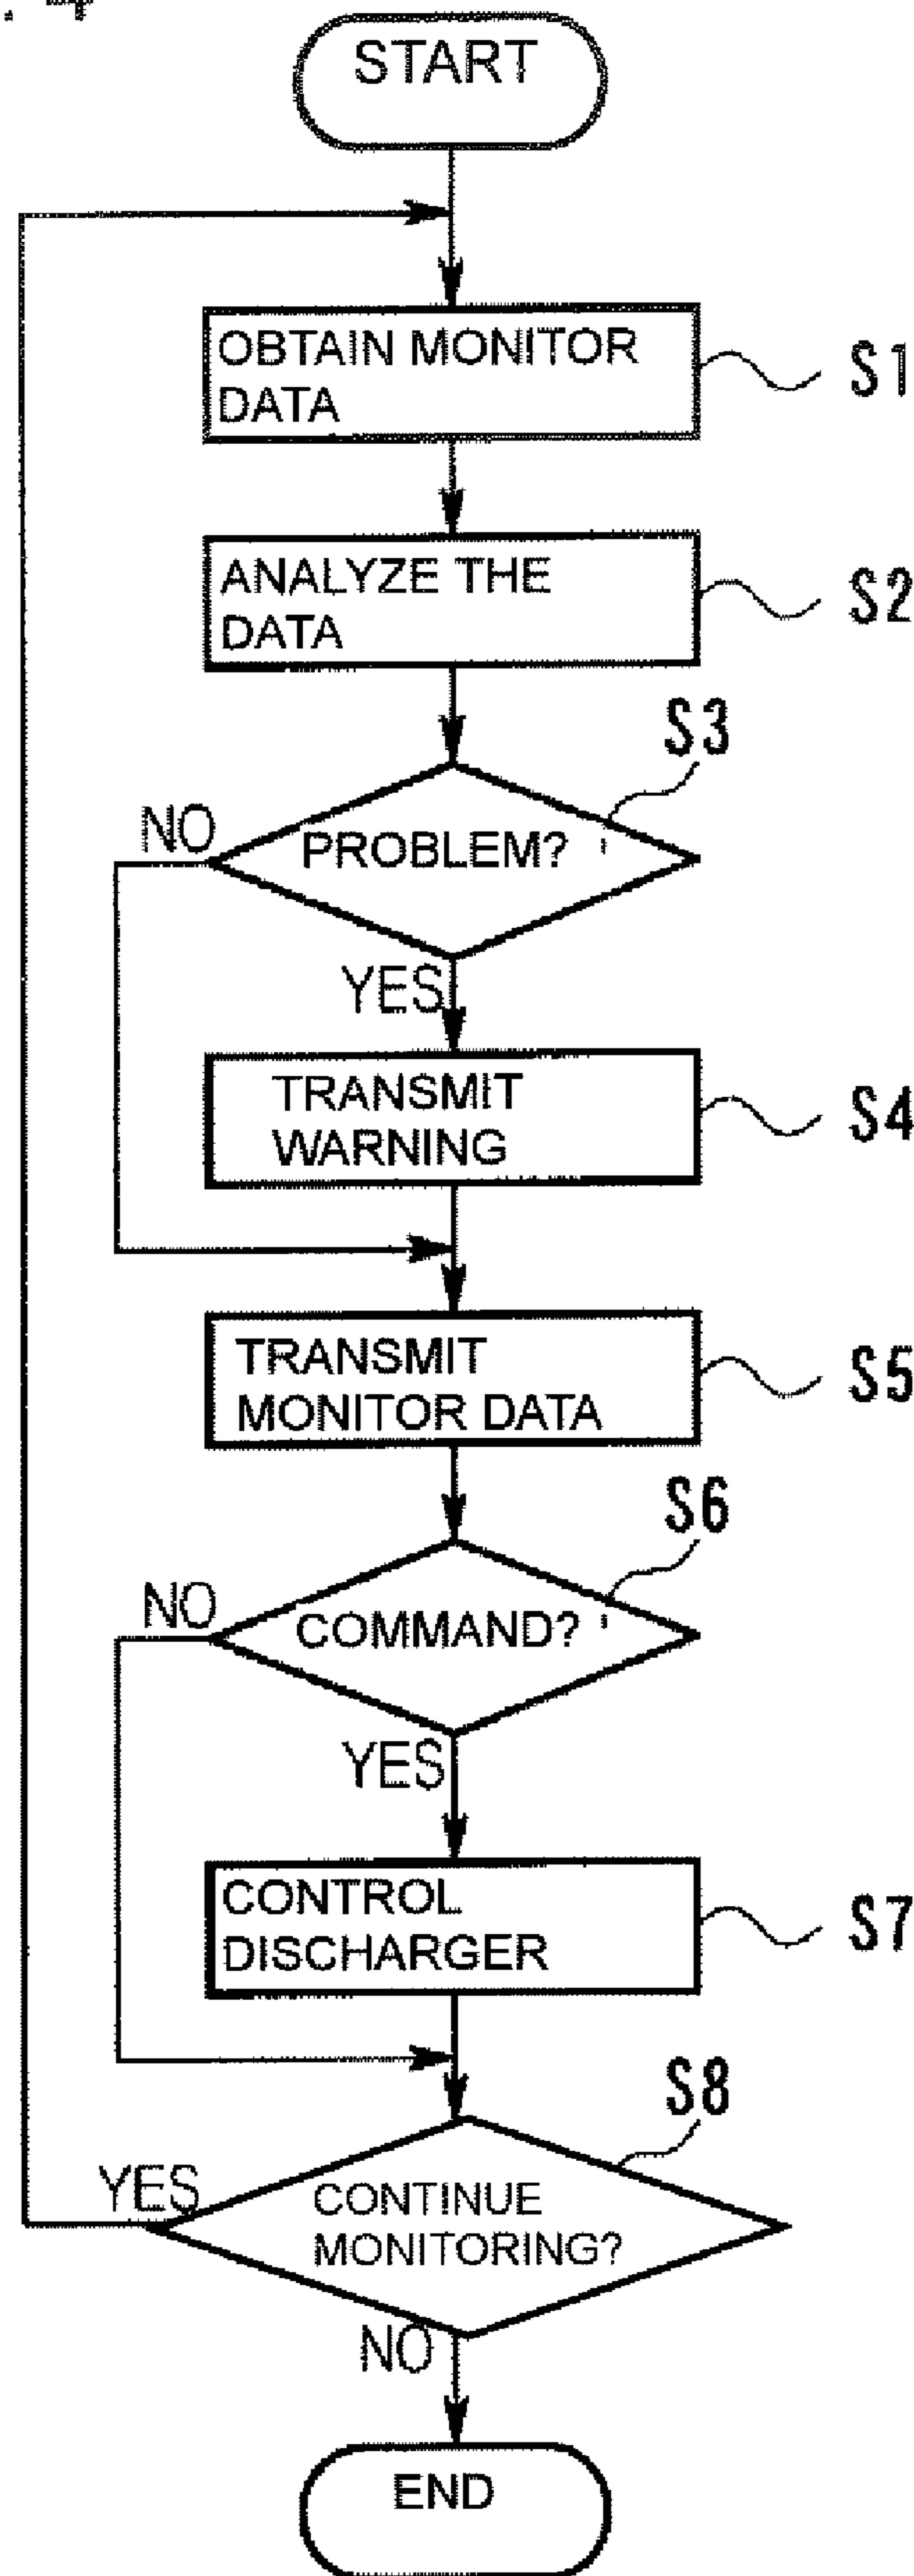 START
OBTAIN MONITOR
DATA
S1
ANALYZE THE
DATA
S2
S3
NO
PROBLEM?
YES
TRANSMIT
WARNING
S4
TRANSMIT
MONITOR DATA
S5
S6
NO
COMMAND?
YES
CONTROL
DISCHARGER
S7
S8
YES
CONTINUE
MONITORING?
NO
END